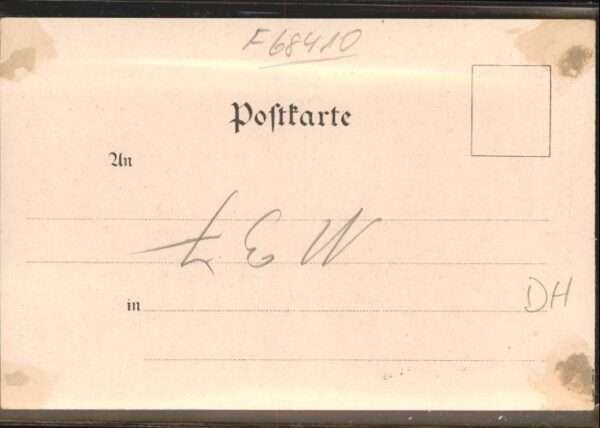 F68410
Postkarte
An
in
DH